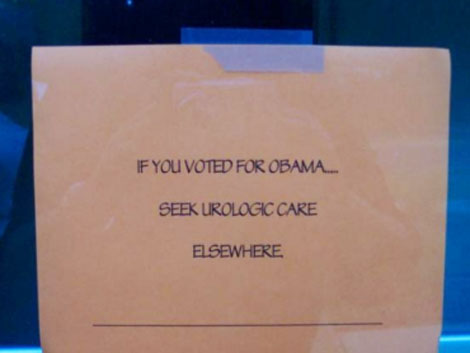 IF YOU VOTED FOR OBAMA....
SEEK UROLOGIC CARE
ELSEWHERE.